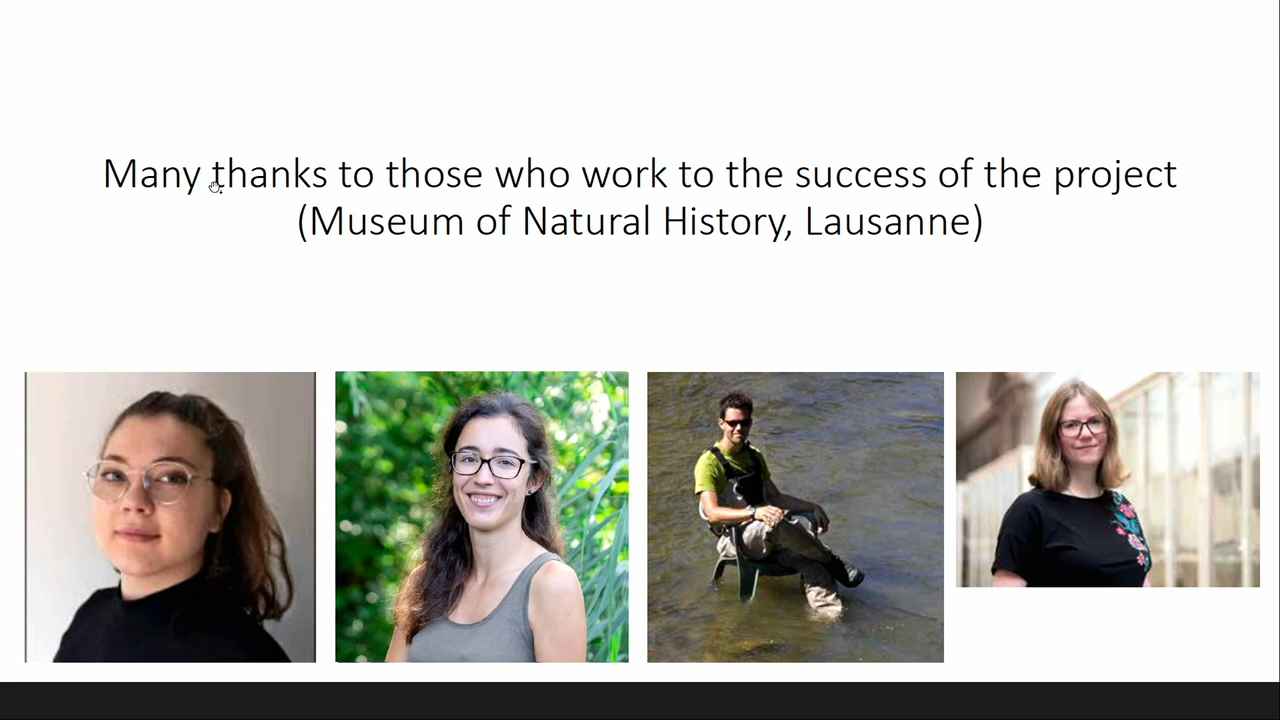 Many thanks to those who work to the success of the project
(Museum of Natural History, Lausanne)